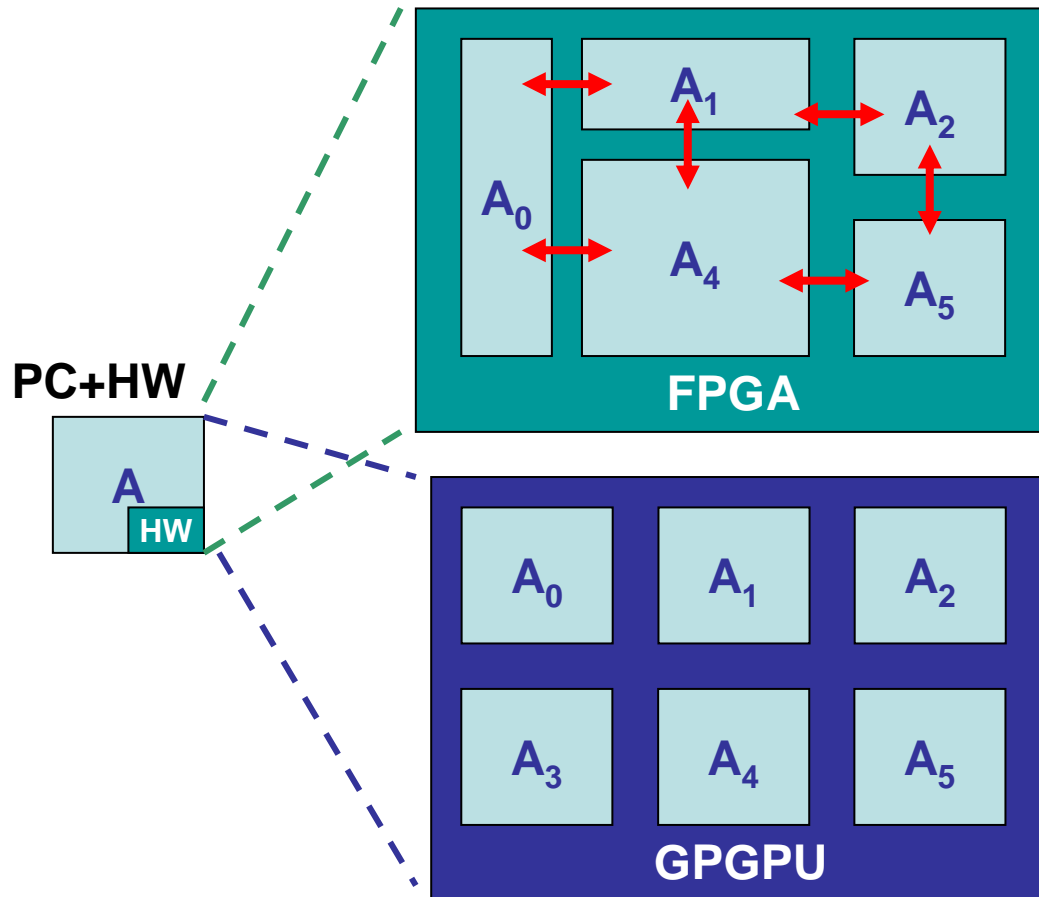 A₁
A₂
A₀
A₄
A₅
FPGA
PC+HW
A
HW
A₀ A₁ A₂
A₃ A₄ A₅
GPGPU